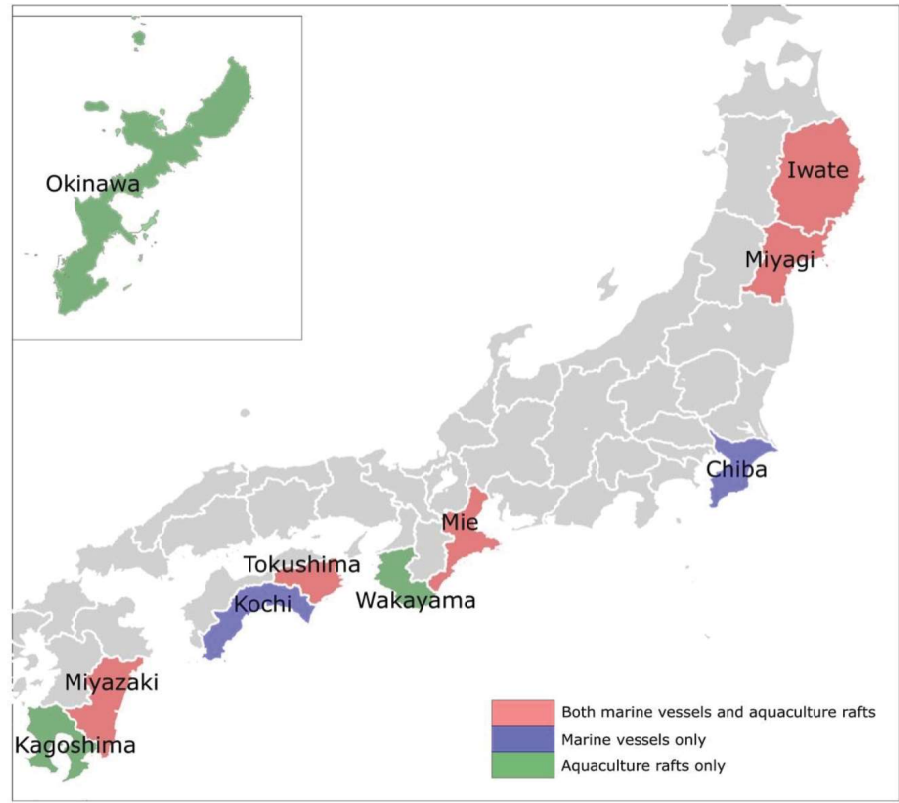 Okinawa
Iwate
Miyagi
Chiba
Mie
Tokushima
Kochi
Wakayama
Miyazaki
Kagoshima
Both marine vessels and aquaculture rafts
Marine vessels only
Aquaculture rafts only